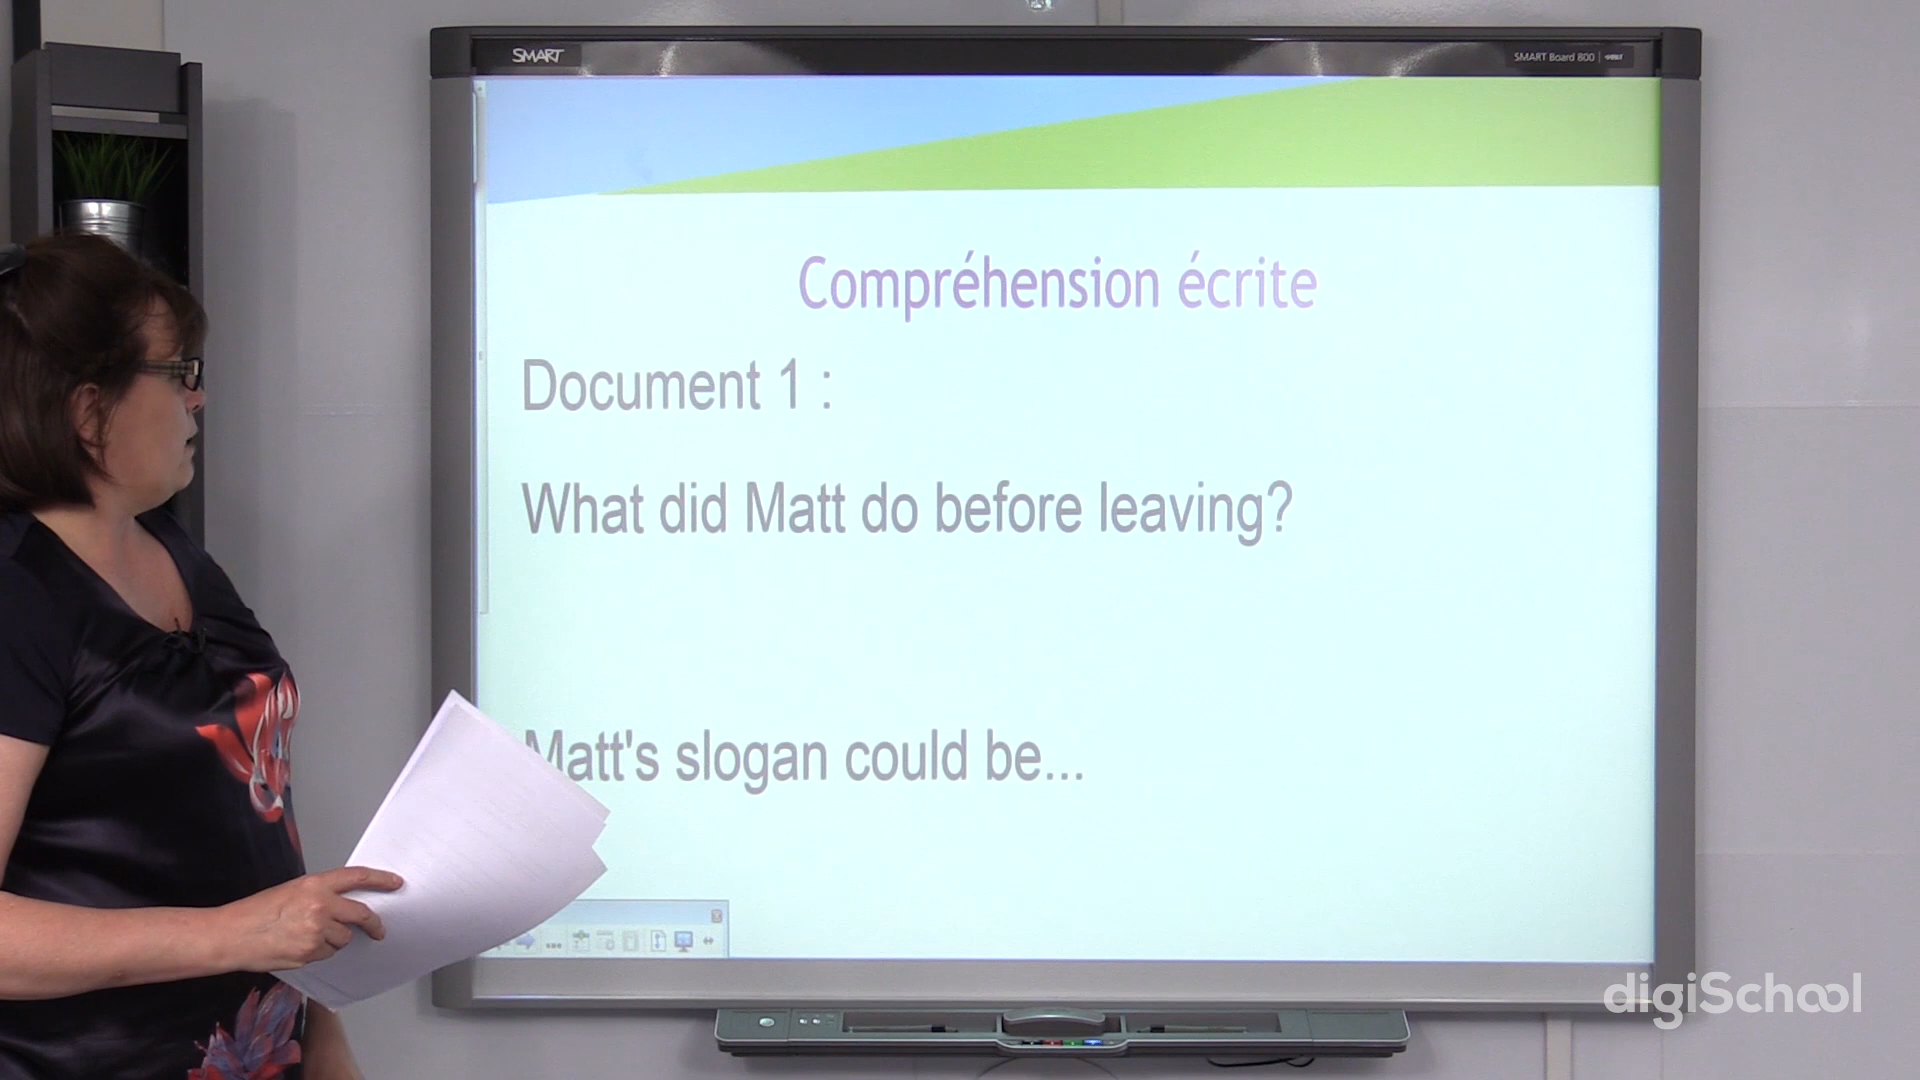 SMART
SMART Board 800
Compréhension écrite
Document 1 :
What did Matt do before leaving?
Matt's slogan could be...
digiSchool